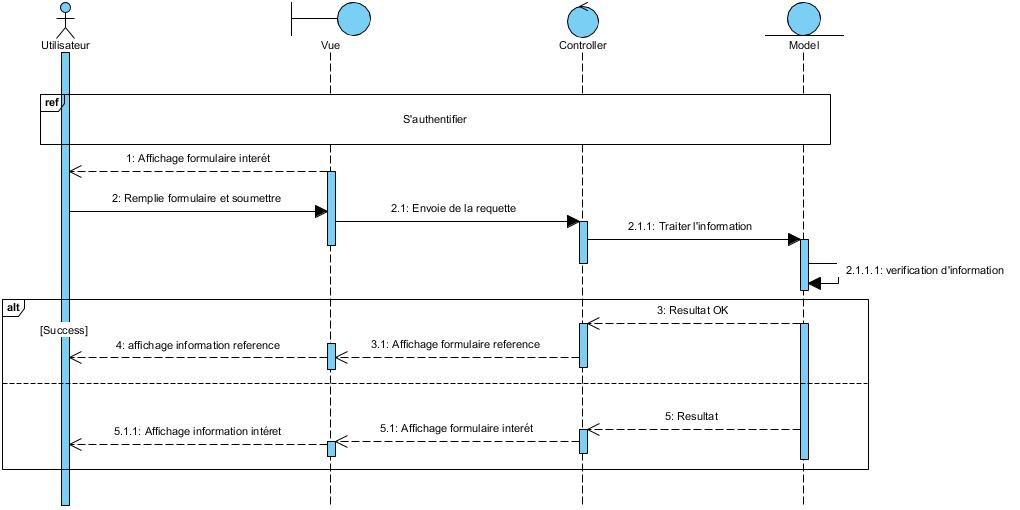 Utilisateur
Vue
Controller
Model
ref
S'authentifier
1: Affichage formulaire interét
2: Remplie formulaire et soumettre
2.1: Envoie de la requette
2.1.1: Traiter l'information
2.1.1.1: verification d'information
alt
3: Resultat OK
[Success]
4: affichage information reference
3.1: Affichage formulaire reference
5: Resultat
5.1.1: Affichage information intéret
5.1: Affichage formulaire interét